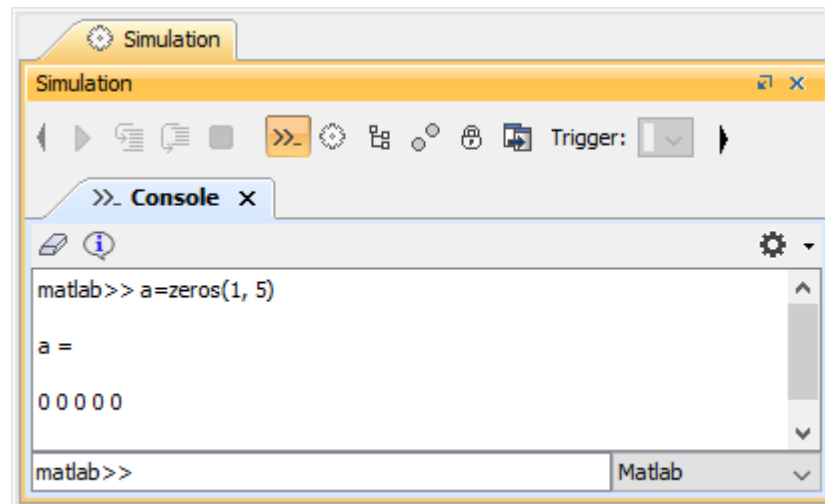 Simulation
Simulation
Trigger:
>>_ Console
matlab>> a=zeros(1, 5)
a =
0 0 0 0 0
matlab>>
Matlab